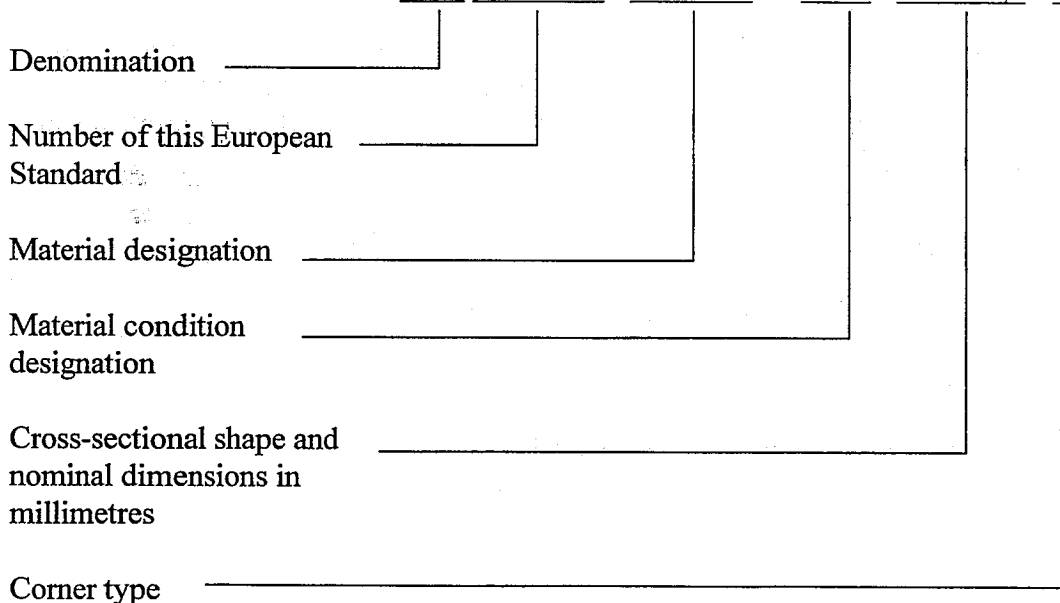 Denomination
Number of this European
Standard
Material designation
Material condition
designation
Cross-sectional shape and
nominal dimensions in
millimetres
Corner type